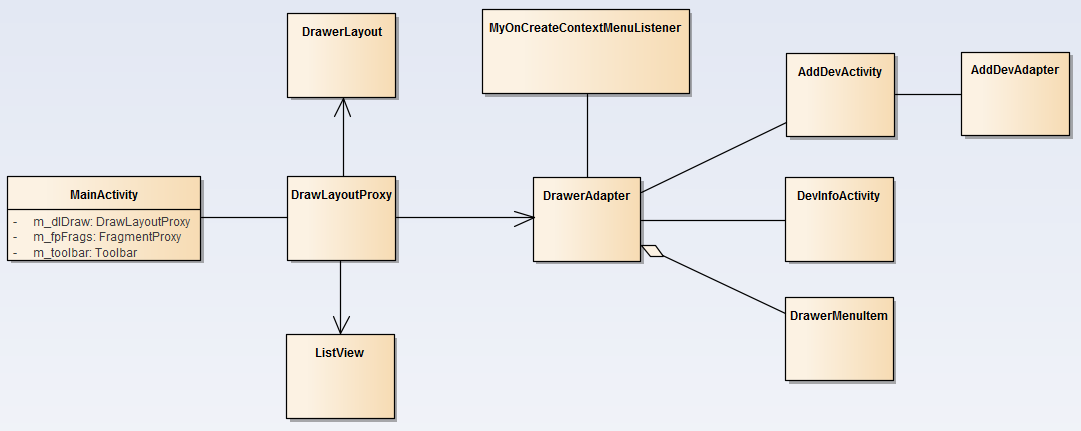 DrawerLayout
MyOnCreateContextMenuListener
AddDevActivity
AddDevAdapter
MainActivity
- m_dlDraw: DrawLayoutProxy
- m_fpFrags: FragmentProxy
- m_toolbar: Toolbar
DrawLayoutProxy
DrawerAdapter
DevInfoActivity
DrawerMenuItem
ListView